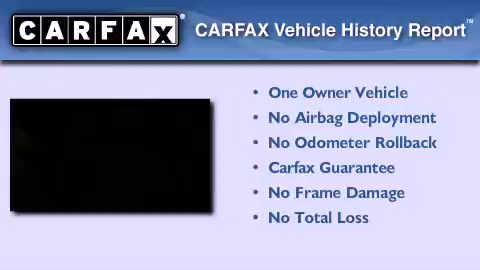 CARFAX® CARFAX Vehicle History Report™
• One Owner Vehicle
• No Airbag Deployment
• No Odometer Rollback
• Carfax Guarantee
• No Frame Damage
• No Total Loss